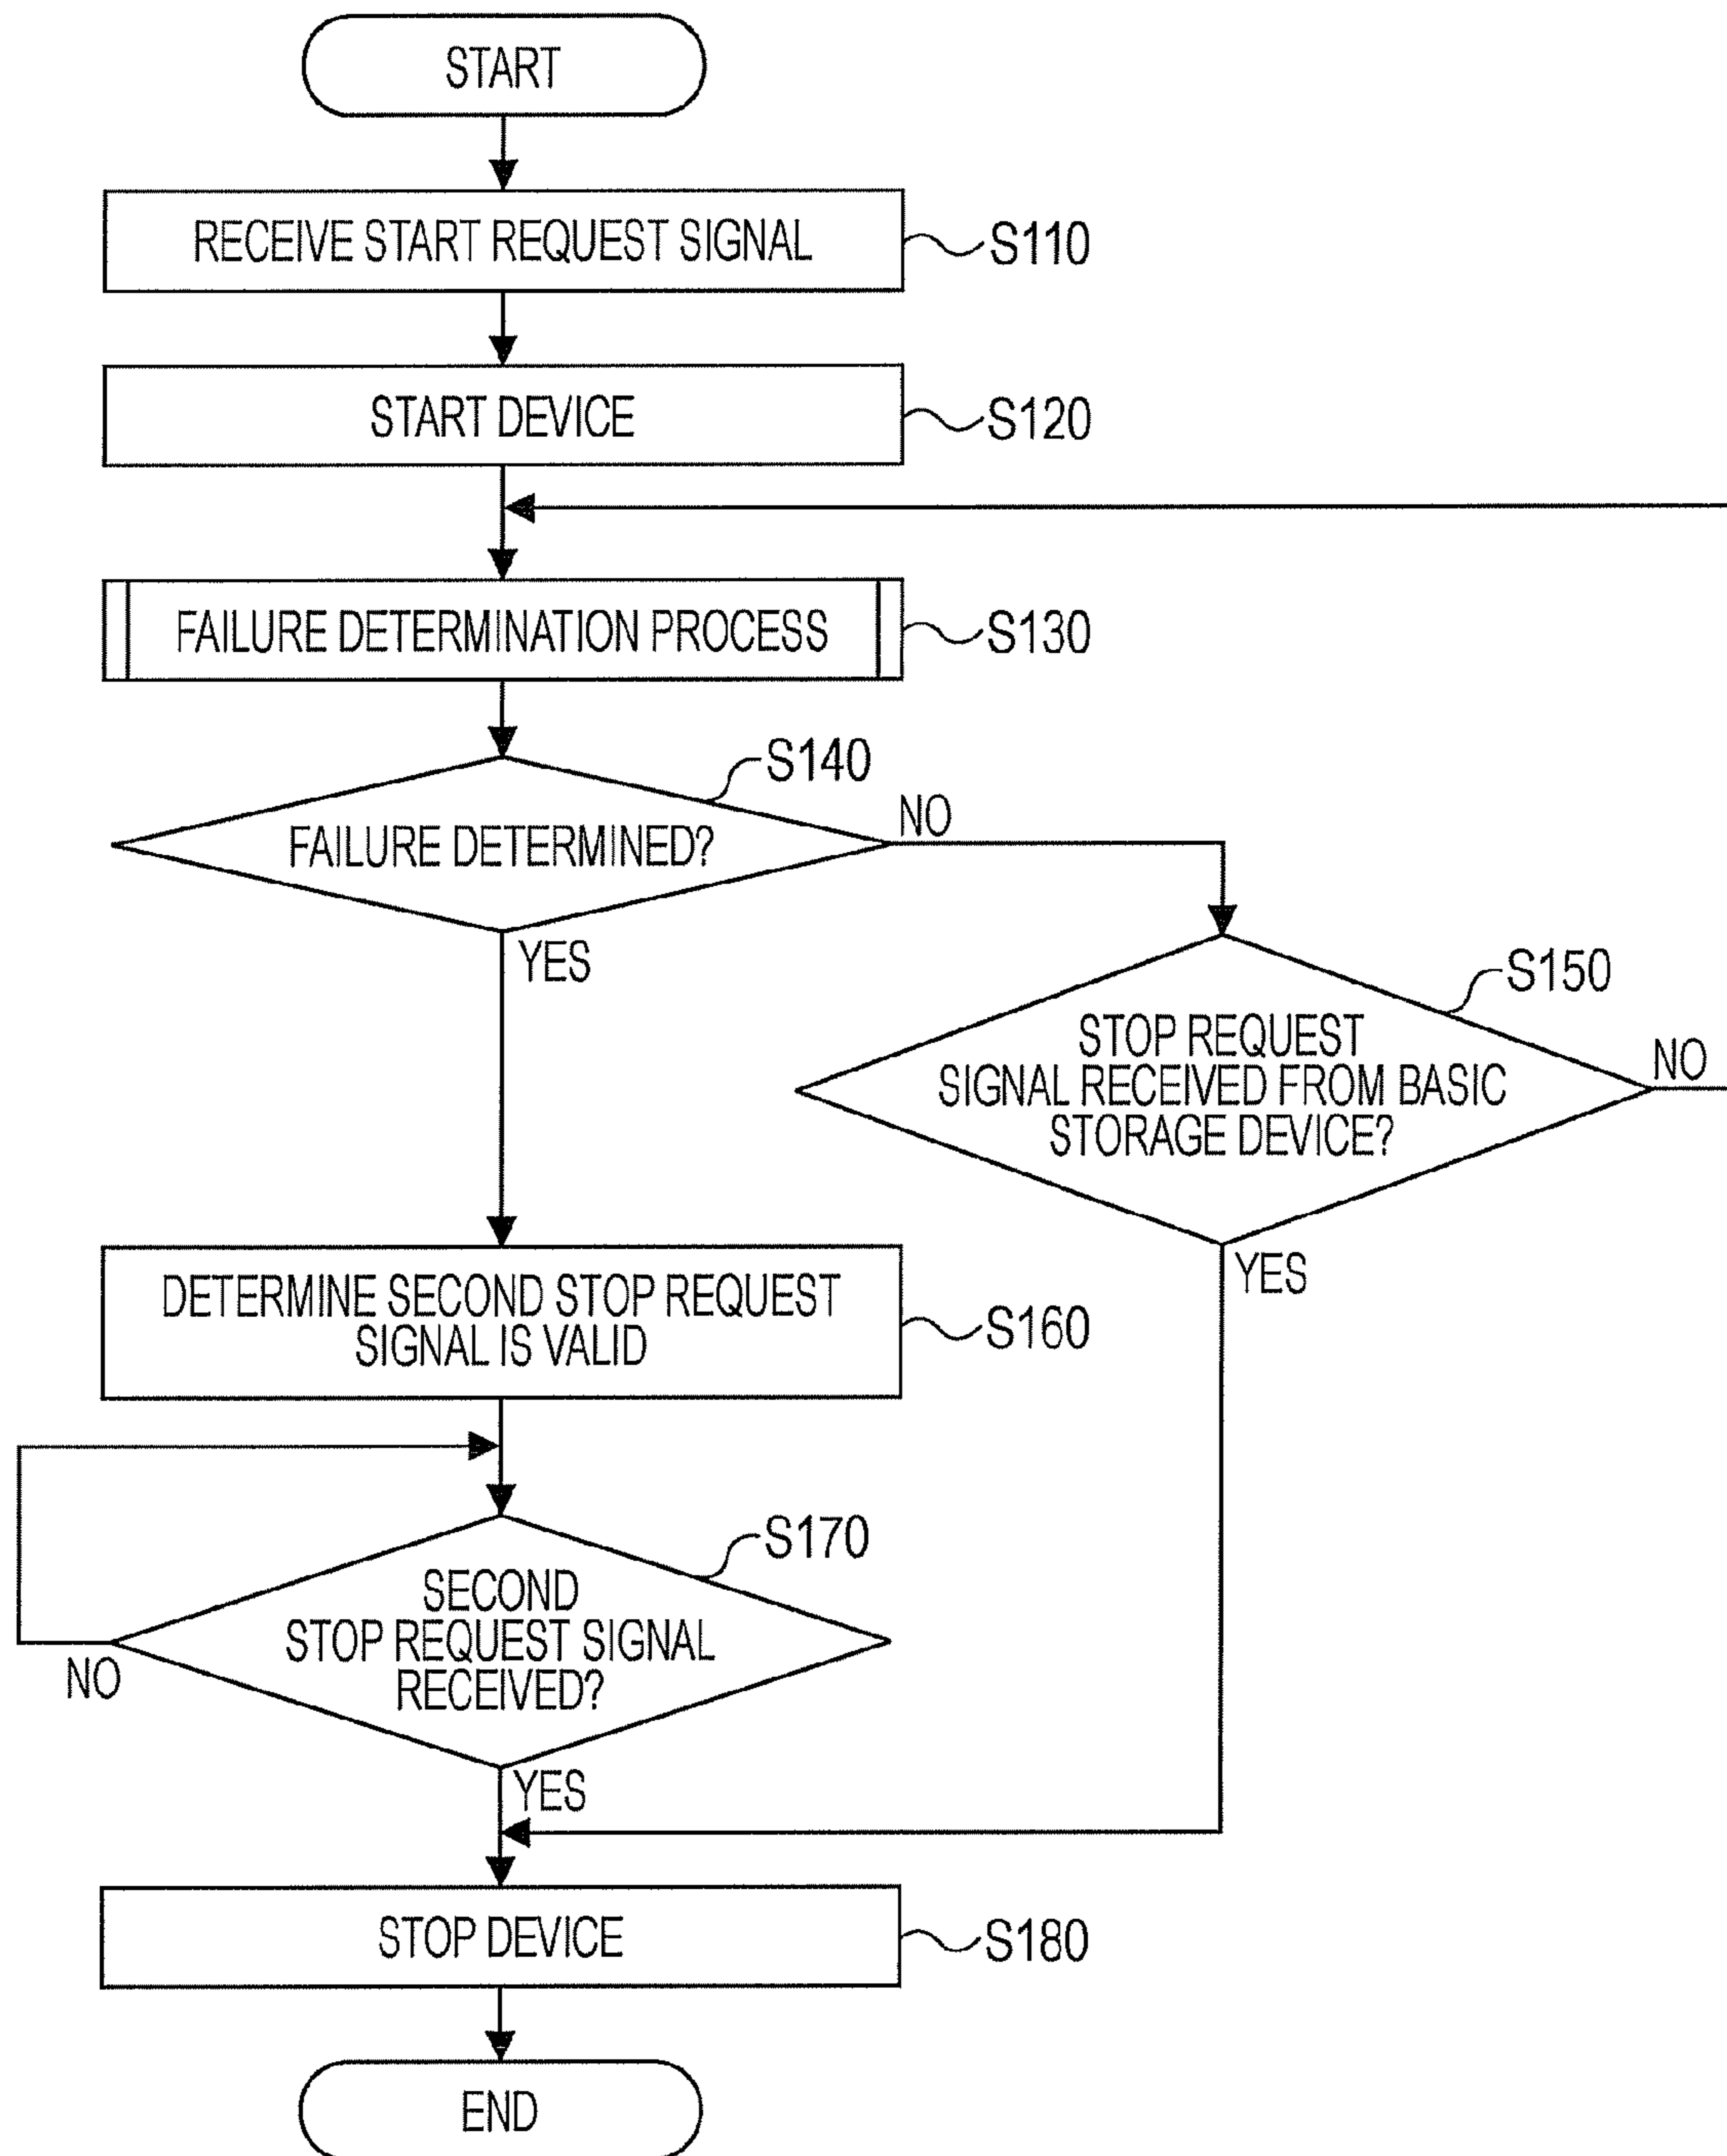 START
RECEIVE START REQUEST SIGNAL
S110
START DEVICE
S120
FAILURE DETERMINATION PROCESS
S130
S140
FAILURE DETERMINED?
NO
YES
S150
STOP REQUEST
SIGNAL RECEIVED FROM BASIC
STORAGE DEVICE?
NO
YES
DETERMINE SECOND STOP REQUEST
SIGNAL IS VALID
S160
S170
SECOND
STOP REQUEST SIGNAL
RECEIVED?
NO
YES
STOP DEVICE
S180
END